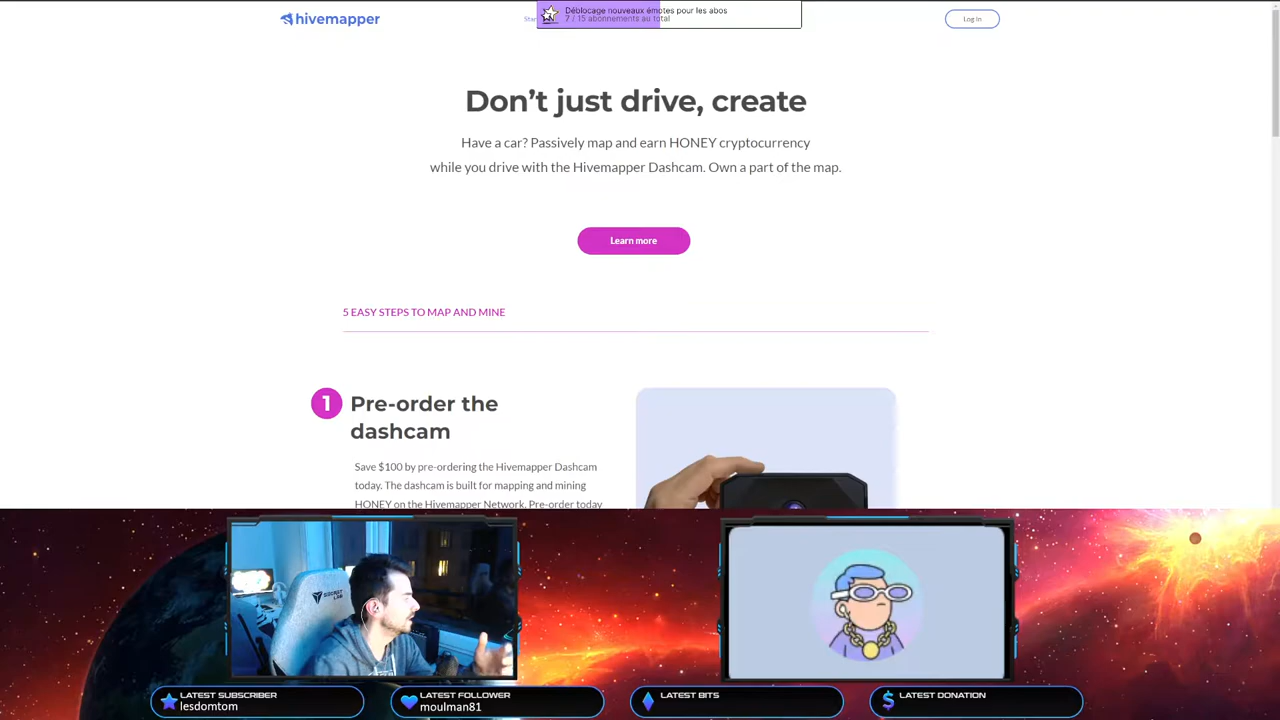 hivemapper
Star
Déblocage nouveaux émotes pour les abos
7 / 15 abonnements au total
Log In
Don't just drive, create
Have a car? Passively map and earn HONEY cryptocurrency
while you drive with the Hivemapper Dashcam. Own a part of the map.
Learn more
5 EASY STEPS TO MAP AND MINE
1
Pre-order the
dashcam
Save $100 by pre-ordering the Hivemapper Dashcam
today. The dashcam is built for mapping and mining
HONEY on the Hivemapper Network. Pre-order today
SECRET LAB
LATEST SUBSCRIBER
lesdomtom
LATEST FOLLOWER
moulman81
LATEST BITS
LATEST DONATION